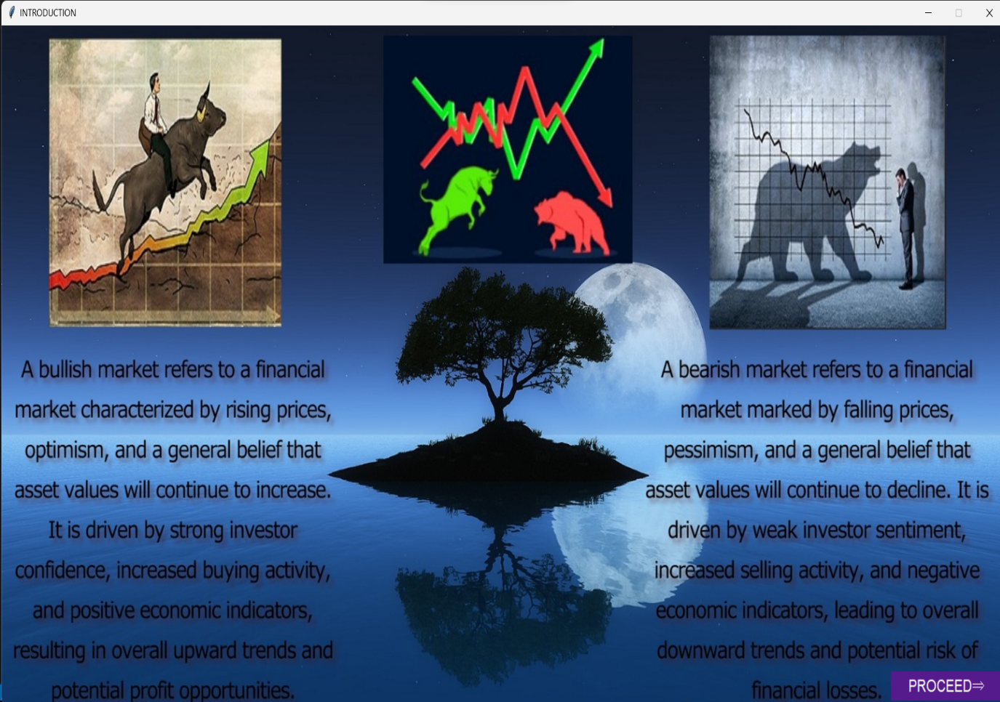 INTRODUCTION
A bullish market refers to a financial
market characterized by rising prices,
optimism, and a general belief that
asset values will continue to increase.
It is driven by strong investor
confidence, increased buying activity,
and positive economic indicators,
resulting in overall upward trends and
potential profit opportunities.
A bearish market refers to a financial
market marked by falling prices,
pessimism, and a general belief that
asset values will continue to decline. It is
driven by weak investor sentiment,
increased selling activity, and negative
economic indicators, leading to overall
downward trends and potential risk of
financial losses.
PROCEED⇒